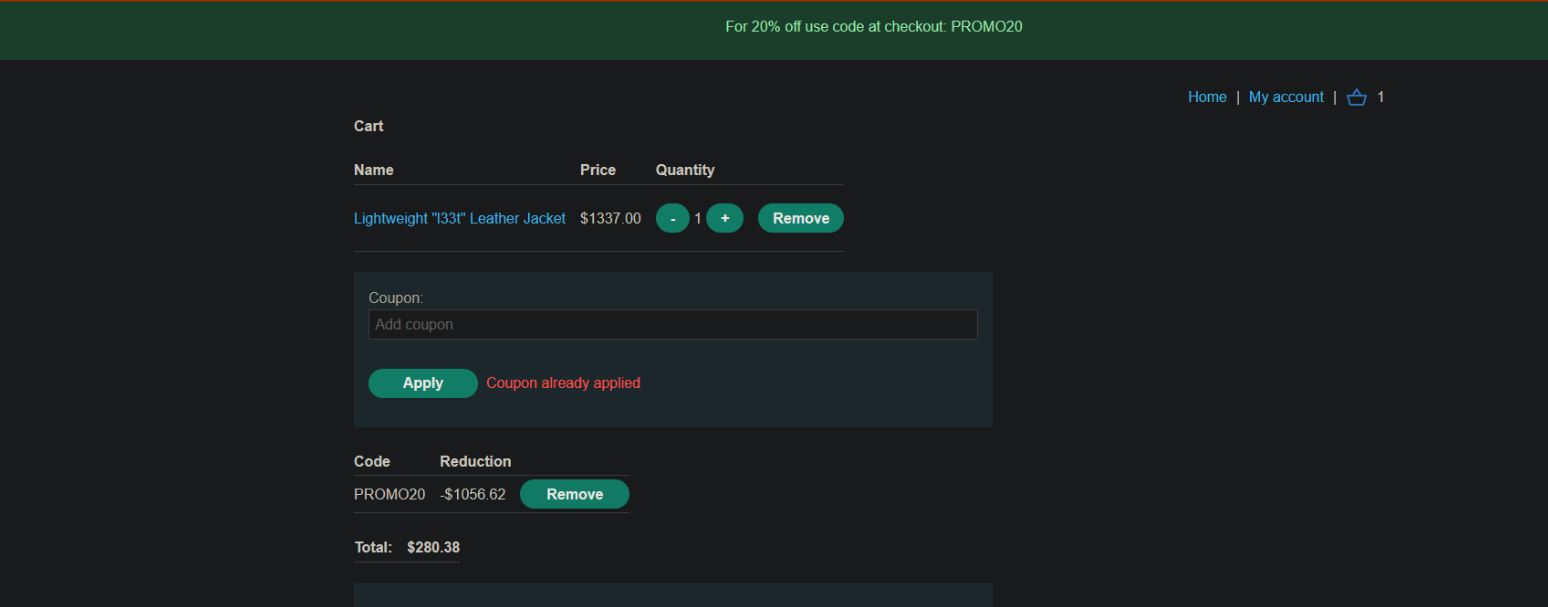 For 20% off use code at checkout: PROMO20
Home | My account | 1
Cart
Name Price Quantity
Lightweight "l33t" Leather Jacket $1337.00 - 1 + Remove
Coupon:
Add coupon
Apply Coupon already applied
Code Reduction
PROMO20 -$1056.62 Remove
Total: $280.38